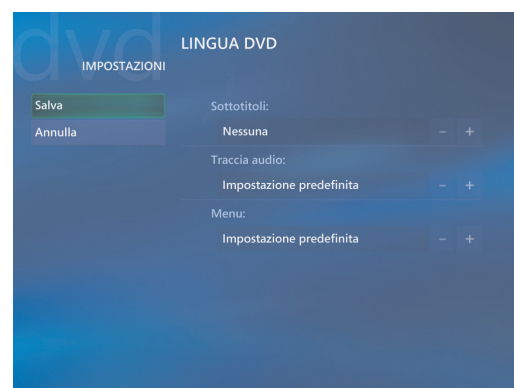 dvd
LINGUA DVD
IMPOSTAZIONI
Salva
Annulla
Sottotitoli:
Nessuna - +
Traccia audio:
Impostazione predefinita - +
Menu:
Impostazione predefinita - +